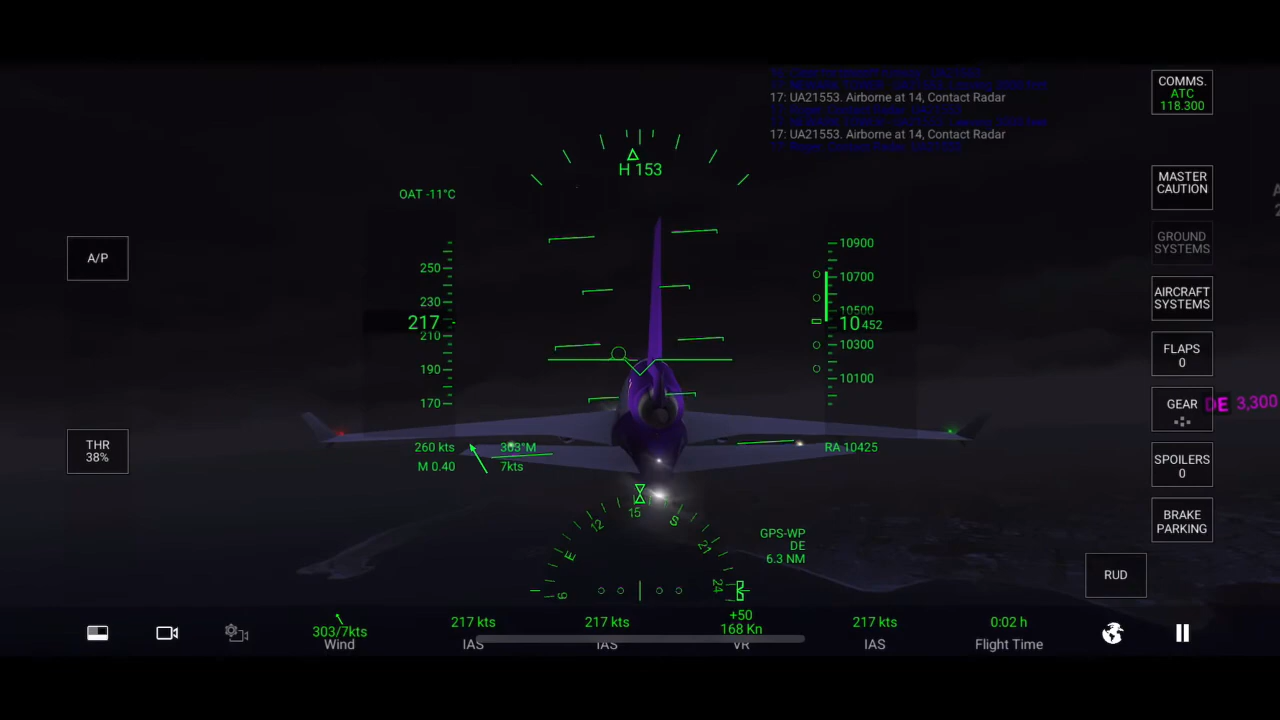 17: UA21553. Airborne at 14, Contact Radar
17: UA21553. Airborne at 14, Contact Radar
COMMS.
ATC
118.300
MASTER
CAUTION
GROUND
SYSTEMS
AIRCRAFT
SYSTEMS
FLAPS
0
GEAR
DE 3,300
SPOILERS
0
BRAKE
PARKING
RUD
A/P
THR
38%
H 153
OAT -11°C
250
230
217
210
190
170
10900
10700
10500
10 452
10300
10100
260 kts
M 0.40
303°M
7kts
RA 10425
GPS-WP
DE
6.3 NM
E
12
15
S
21
24
303/7kts
Wind
217 kts
IAS
217 kts
IAS
+50
168 Kn
VR
217 kts
IAS
0:02 h
Flight Time